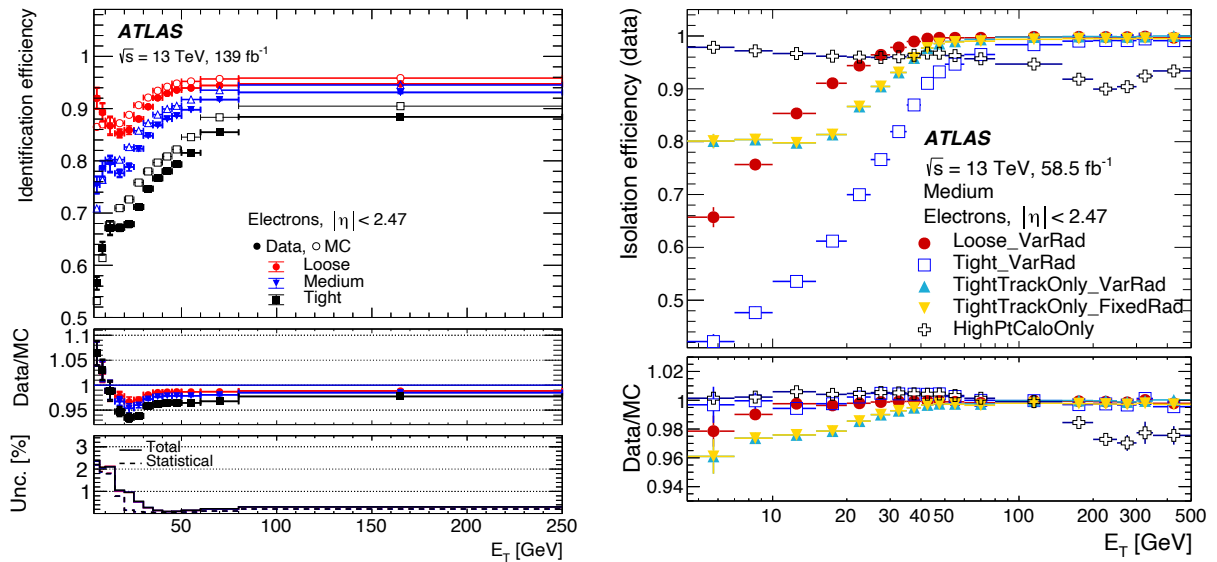 ATLAS
√s = 13 TeV, 139 fb⁻¹
Identification efficiency
1
0.9
0.8
0.7
0.6
0.5
Electrons, |η| < 2.47
Data, MC
Loose
Medium
Tight
Data/MC
1.1
1.05
1
0.95
Unc. [%]
3
2
1
Total
Statistical
50
100
150
200
250
E_T [GeV]
Isolation efficiency (data)
1
0.9
0.8
0.7
0.6
0.5
ATLAS
√s = 13 TeV, 58.5 fb⁻¹
Medium
Electrons, |η| < 2.47
Loose_VarRad
Tight_VarRad
TightTrackOnly_VarRad
TightTrackOnly_FixedRad
HighPtCaloOnly
Data/MC
1.02
1.00
0.98
0.96
0.94
10
20
30
40
50
100
200
300
500
E_T [GeV]